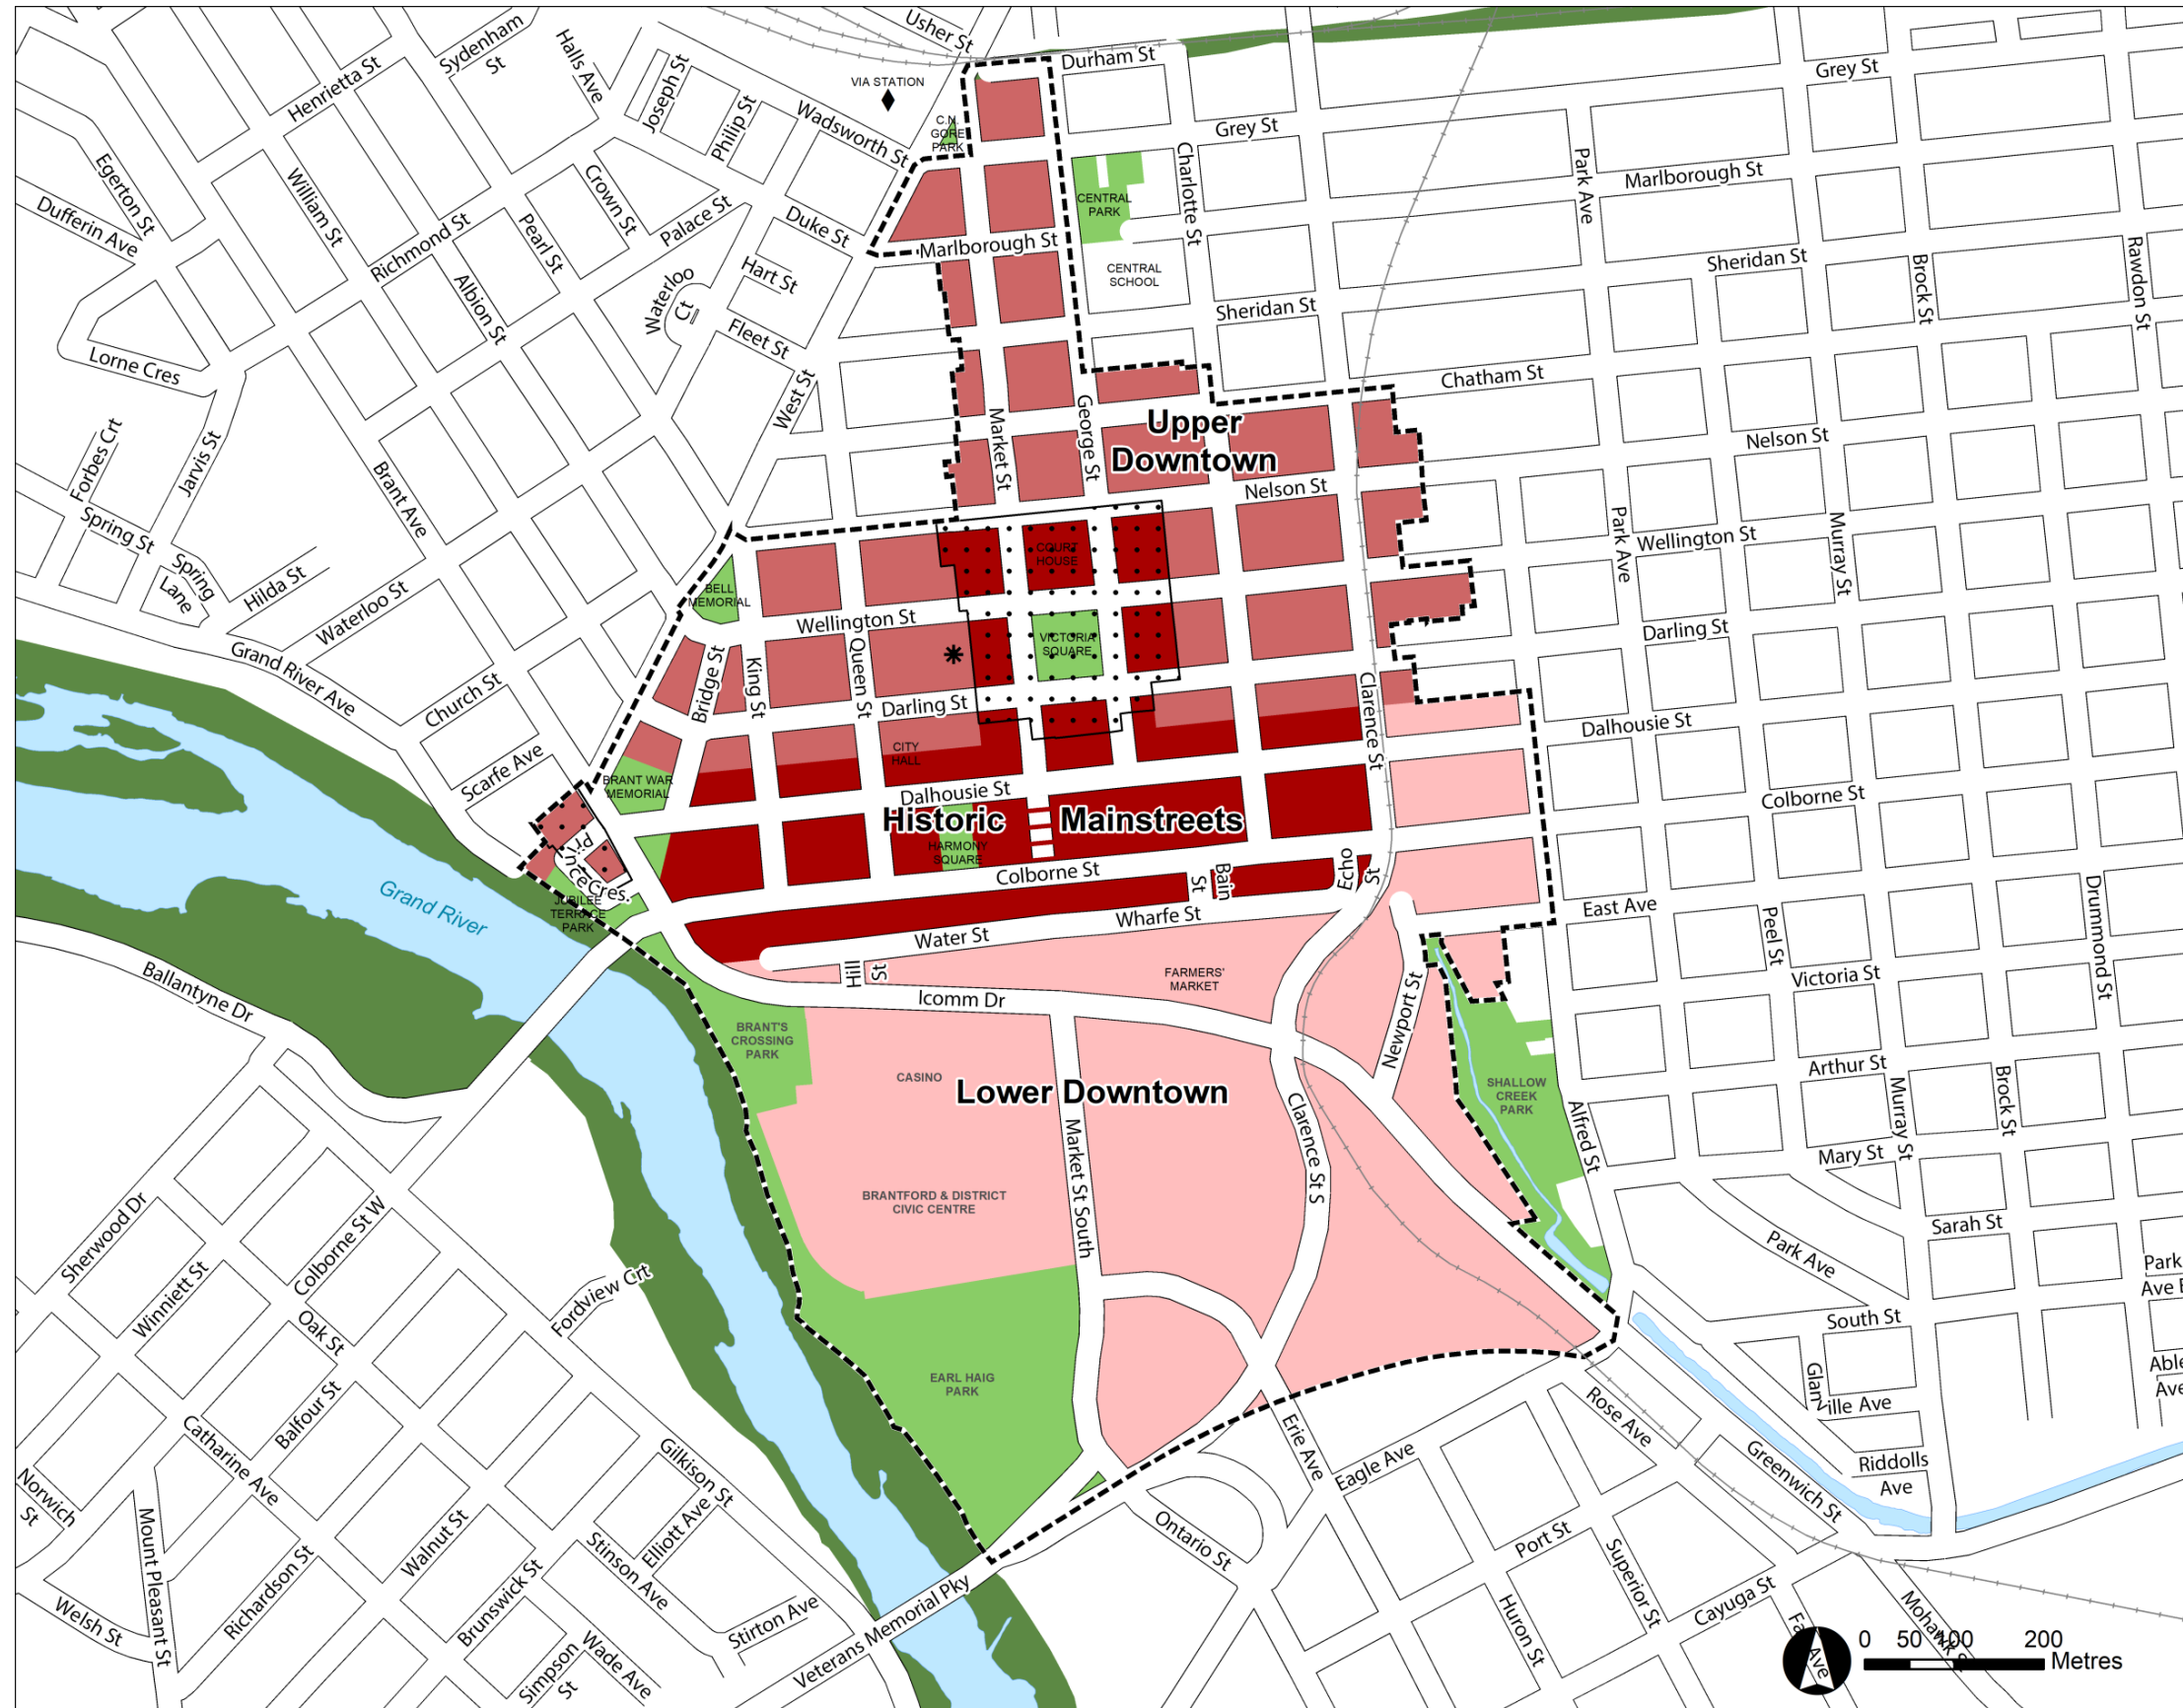 Usher St
Durham St
Sydenham
St
Halls Ave
Henrietta St
Joseph St
Philip St
VIA STATION
Wadsworth St
C.N.
GORE
PARK
Grey St
Grey St
Egerton St
Dufferin Ave
William St
Crown St
Palace St
Duke St
Charlotte St
CENTRAL
PARK
Park Ave
Marlborough St
Richmond St
Pearl St
Hart St
Marlborough St
CENTRAL
SCHOOL
Sheridan St
Brock St
Rawdon St
Albion St
Waterloo
Ct
Fleet St
Sheridan St
Lorne Cres
West St
Chatham St
Market St
George St
Upper
Downtown
Nelson St
Forbes Crt
Jarvis St
Brant Ave
Nelson St
Spring St
Spring
Lane
Hilda St
Waterloo St
COURT
HOUSE
Park Ave
Wellington St
Murray St
BELL
MEMORIAL
Wellington St
VICTORIA
SQUARE
Darling St
Grand River Ave
Church St
Bridge St
King St
Queen St
Darling St
Clarence St
Dalhousie St
CITY
HALL
Scarfe Ave
BRANT WAR
MEMORIAL
Dalhousie St
Colborne St
Historic Mainstreets
HARMONY
SQUARE
Prince Cres.
Colborne St
Bain
St
Echo
St
Grand River
JUBILEE
TERRACE
PARK
Wharfe St
Water St
East Ave
Peel St
Drummond St
Hill
St
FARMERS'
MARKET
Victoria St
Ballantyne Dr
Icomm Dr
Newport St
BRANT'S
CROSSING
PARK
CASINO
Lower Downtown
SHALLOW
CREEK
PARK
Arthur St
Murray St
Brock St
Alfred St
Clarence St S
Market St South
Mary St
BRANTFORD & DISTRICT
CIVIC CENTRE
Sarah St
Sherwood Dr
Colborne St W
Park Ave
Park
Ave E
Winniett St
Oak St
Fordview Crt
South St
EARL HAIG
PARK
Glanville Ave
Able
Ave
Balfour St
Catharine Ave
Gilkison St
Erie Ave
Eagle Ave
Rose Ave
Greenwich St
Riddolls
Ave
Norwich
St
Mount Pleasant St
Walnut St
Elliott Ave
Stinson Ave
Ontario St
Port St
Superior St
Richardson St
Brunswick St
Welsh St
Stirton Ave
Veterans Memorial Pky
Huron St
Cayuga St
Simpson
St
Wade Ave
0 50 100 200
Metres